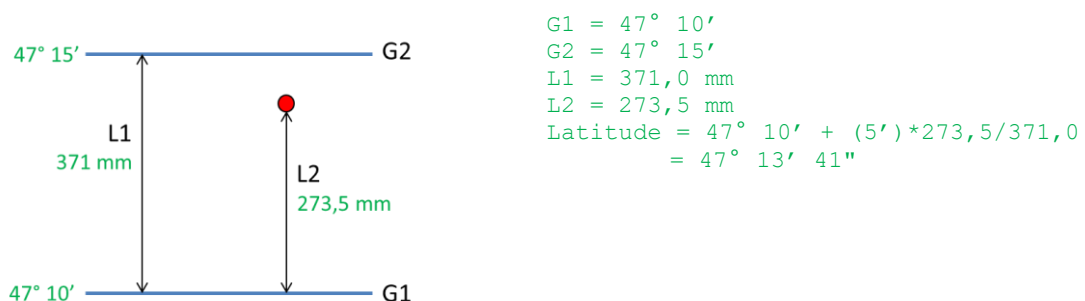 47° 15′
G2
L1
371 mm
L2
273,5 mm
47° 10′
G1
G1 = 47° 10′
G2 = 47° 15′
L1 = 371,0 mm
L2 = 273,5 mm
Latitude = 47° 10′ + (5′)*273,5/371,0
= 47° 13′ 41"